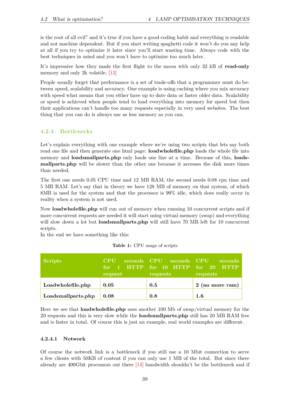 4.2 What is optimisation    4 LAMP OPTIMISATION TECHNIQUES
is the root of all evil" and it's true if you have a good coding habit and everything is readable
and not machine dependent. But if you start writing spaghetti code it won't do you any help
at all if you try to optimize it later since you'll start wasting time. Always code with the
best techniques in mind and you won't have to optimise too much later.
It's impressive how they made the first flight to the moon with only 32 kB of read-only
memory and only 2k volatile. [13]
People usually forget that performance is a set of trade-offs that a programmer must do be-
tween speed, scalability and accuracy. One example is using caching where you mix accuracy
with speed what means that you either have up to date data or faster older data. Scalability
or speed is achieved when people tend to load everything into memory for speed but then
their applications can't handle too many requests especially in very used websites. The best
thing that you can do is always use as less memory as you can.
4.2.4 Bottlenecks
Let's explain everything with one example where we're using two scripts that lets say both
read one file and then generate one html page. loadwholefile.php loads the whole file into
memory and loadsmallparts.php only loads one line at a time. Because of this, loads-
mallparts.php will be slower than the other one because it accesses the disk more times
than needed.
The first one needs 0.05 CPU time and 12 MB RAM, the second needs 0.08 cpu time and
5 MB RAM. Let's say that in theory we have 128 MB of memory on that system, of which
8MB is used for the system and that the processor is 99% idle, which does really occur in
reality when a system is not used.
Now loadwholefile.php will run out of memory when running 10 concurrent scripts and if
more concurrent requests are needed it will start using virtual memory (swap) and everything
will slow down a lot but loadsmallparts.php will still have 70 MB left for 10 concurrent
scripts.
In the end we have something like this:
Table 1: CPU usage of scripts
Scripts    CPU seconds for 1 HTTP request    CPU seconds for 10 HTTP requests    CPU seconds for 20 HTTP requests
Loadwholefile.php    0.05    0.5    2 (no more ram)
Loadsmallparts.php    0.08    0.8    1.6
Here we see that loadwholefile.php uses another 100 Mb of swap/virtual memory for the
20 requests and this is very slow while the loadsmallparts.php still has 20 MB RAM free
and is faster in total. Of course this is just an example, real world examples are different.
4.2.4.1 Network
Of course the network link is a bottleneck if you still use a 10 Mbit connection to serve
a few clients with 50KB of content if you can only use 1 MB of the total. But since there
already are 400Gbit processors out there [14] bandwidth shouldn't be the bottleneck and if